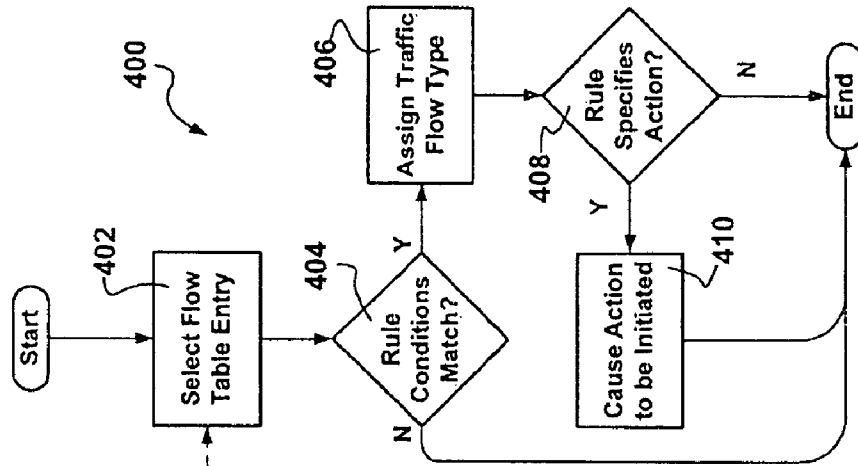 400
Start
402
Select Flow
Table Entry
404
Rule
Conditions
Match?
Y
N
406
Assign Traffic
Flow Type
408
Rule
Specifies
Action?
Y
N
410
Cause Action
to be Initiated
End